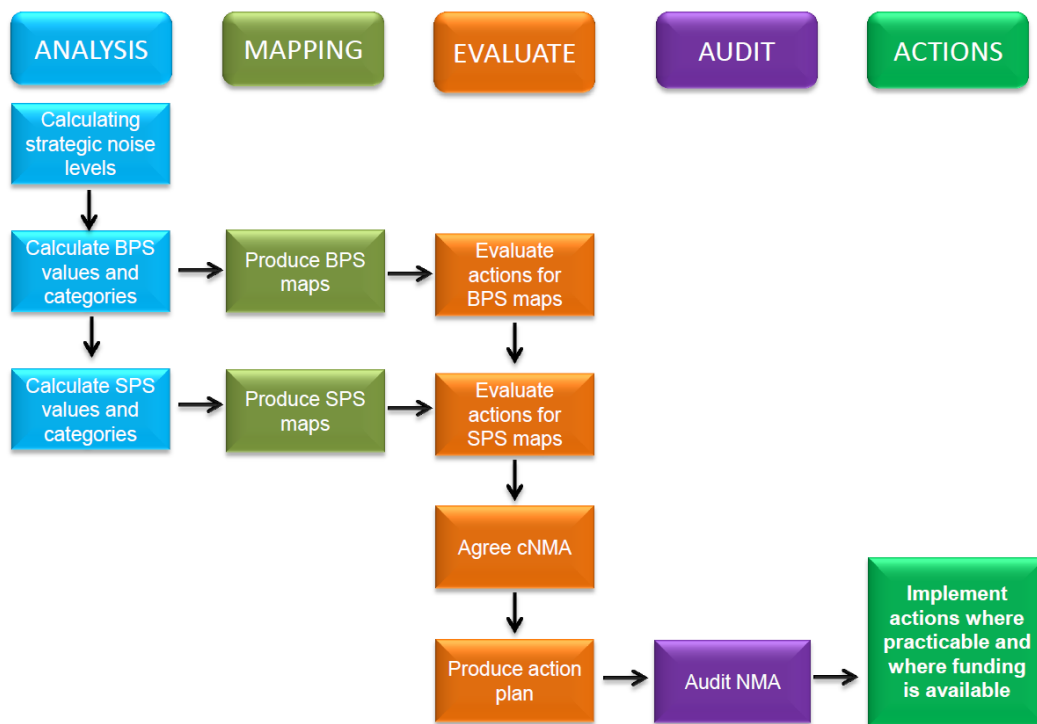 ANALYSIS
MAPPING
EVALUATE
AUDIT
ACTIONS
Calculating
strategic noise
levels
Calculate BPS
values and
categories
Produce BPS
maps
Evaluate
actions for
BPS maps
Calculate SPS
values and
categories
Produce SPS
maps
Evaluate
actions for
SPS maps
Agree cNMA
Produce action
plan
Audit NMA
Implement
actions where
practicable and
where funding
is available